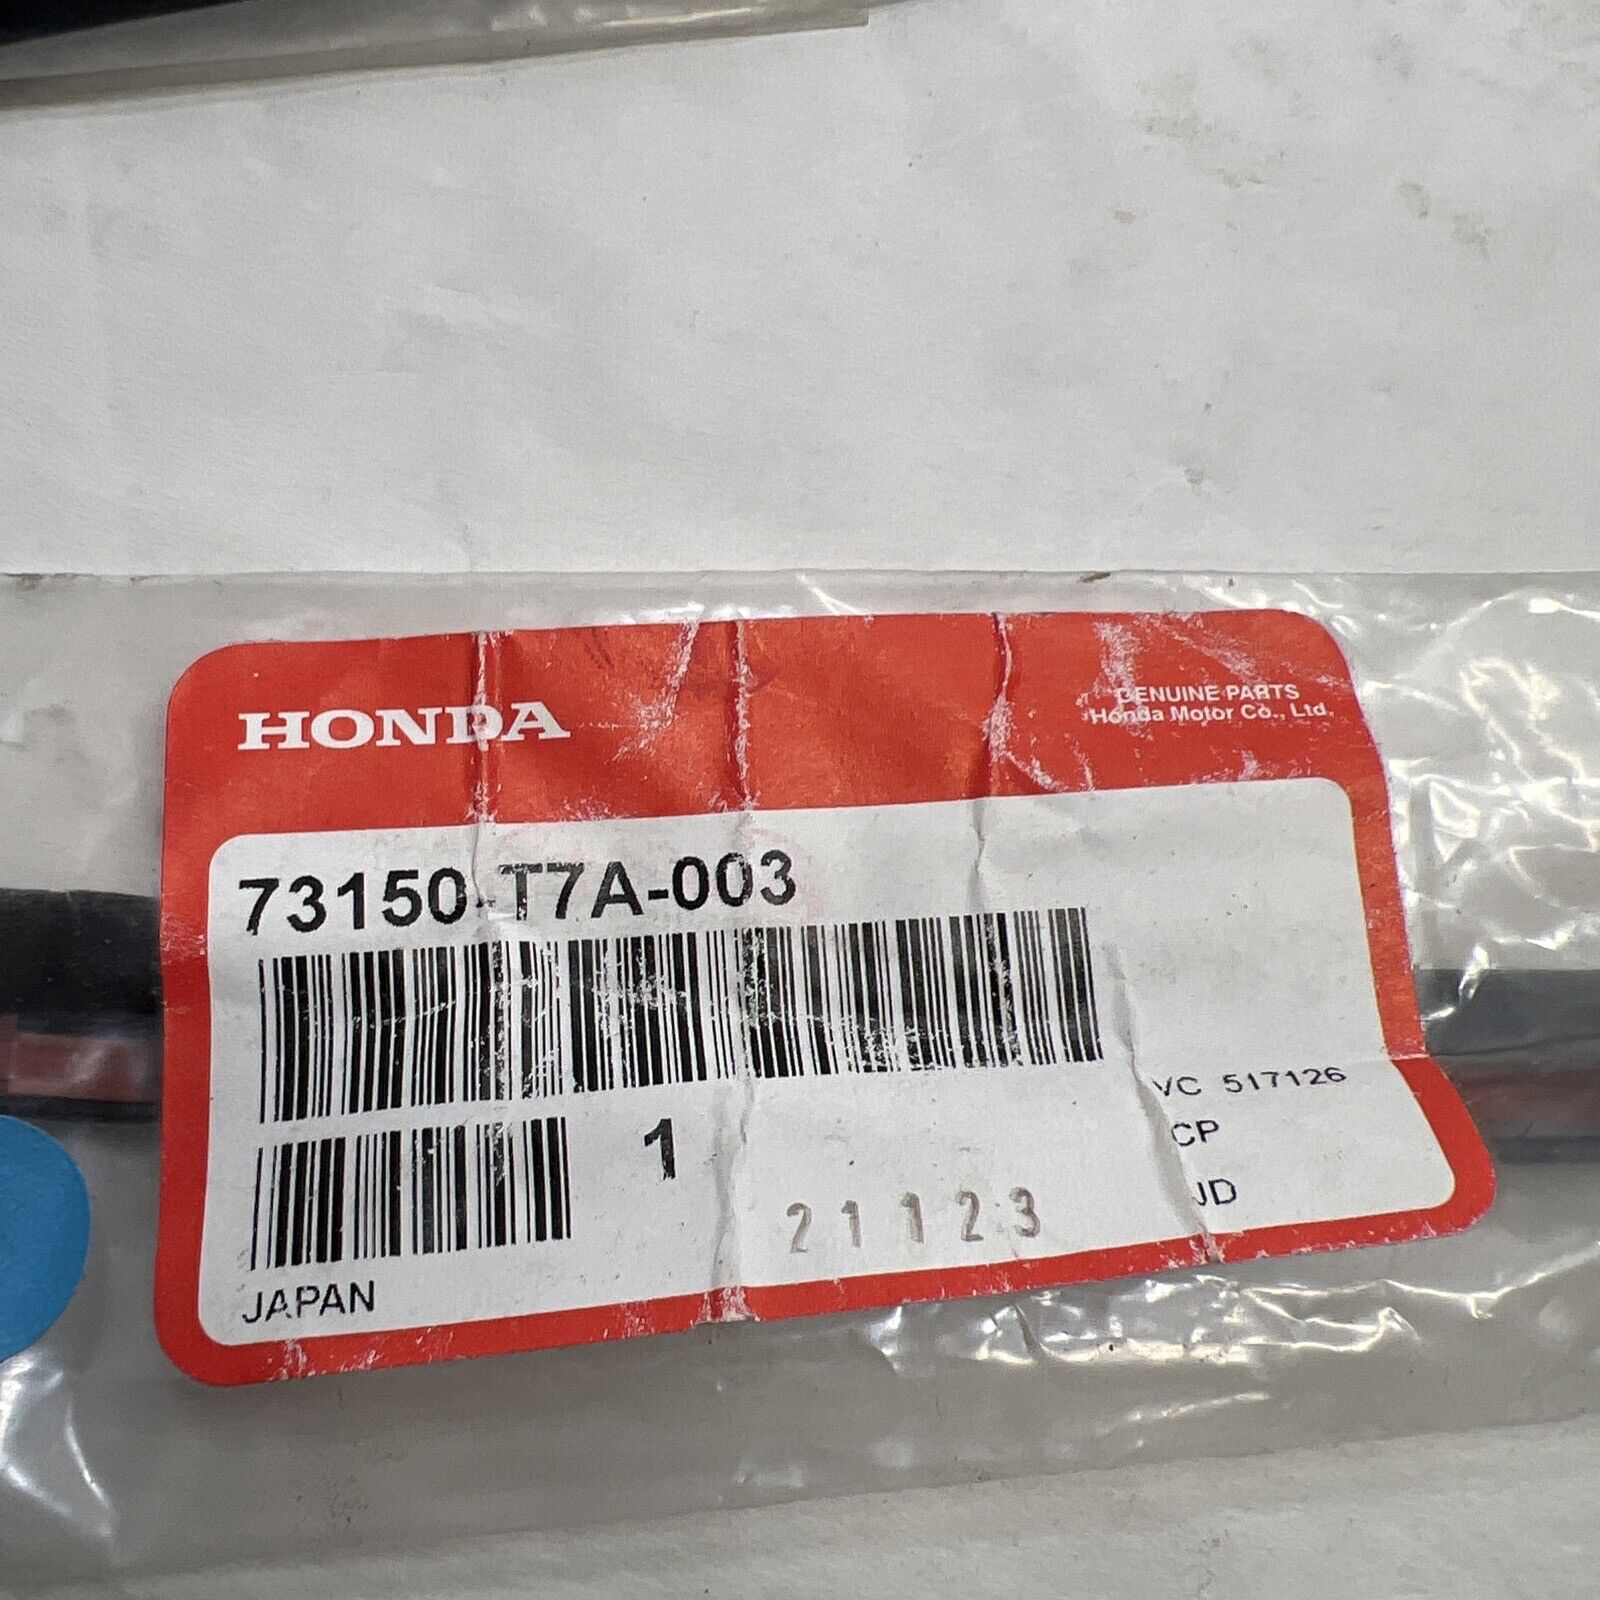 HONDA
GENUINE PARTS
Honda Motor Co., Ltd.
73150-T7A-003
VC 517126
1
CP
21123
JD
JAPAN